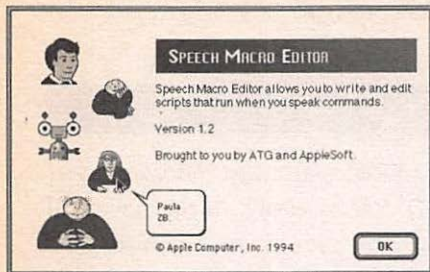 SPEECH MACRO EDITOR
Speech Macro Editor allows you to write and edit
scripts that run when you speak commands.
Version 1.2
Brought to you by ATG and AppleSoft.
Paula
ZB.
© Apple Computer, Inc. 1994
OK